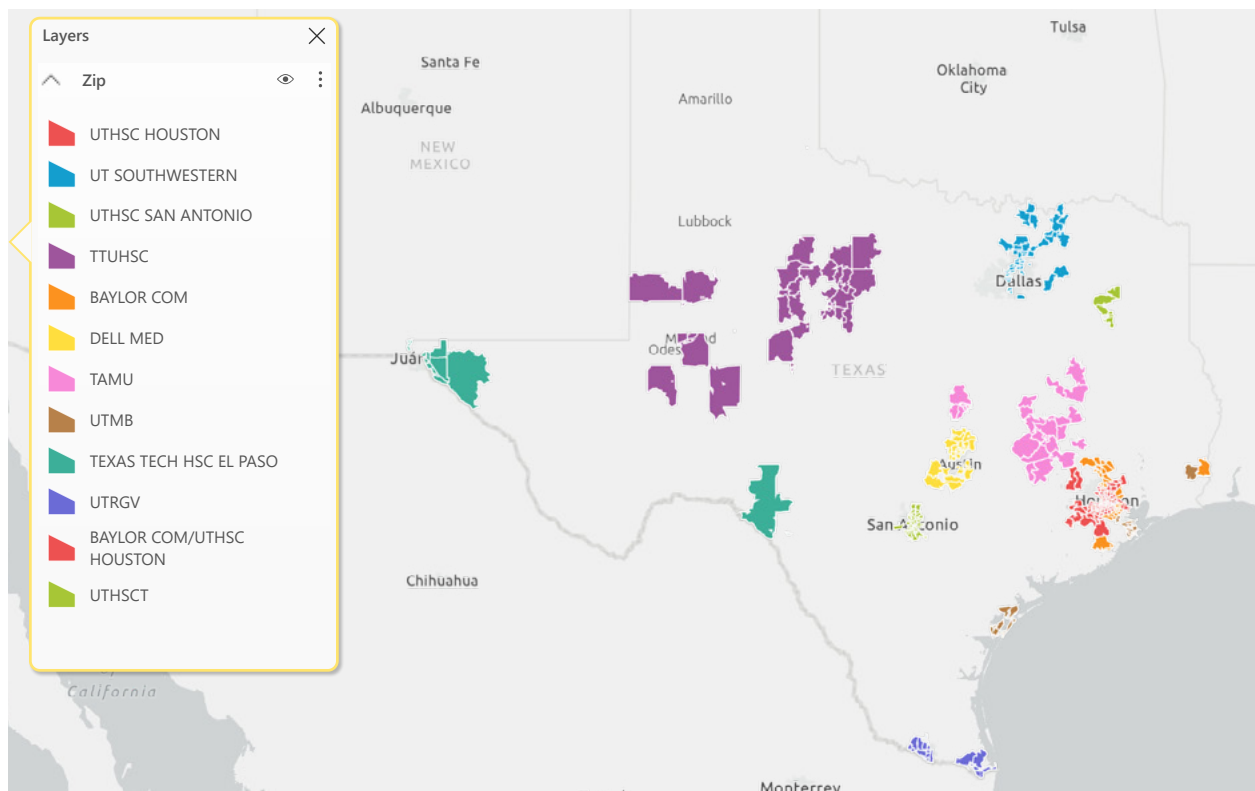 Layers
Zip
UTHSC HOUSTON
UT SOUTHWESTERN
UTHSC SAN ANTONIO
TTUHSC
BAYLOR COM
DELL MED
TAMU
UTMB
TEXAS TECH HSC EL PASO
UTRGV
BAYLOR COM/UTHSC
HOUSTON
UTHSCT
California
Tulsa
Santa Fe
Oklahoma
City
Albuquerque
Amarillo
NEW
MEXICO
Lubbock
Dallas
TEXAS
Austin
Houston
San Antonio
Chihuahua
Monterrey